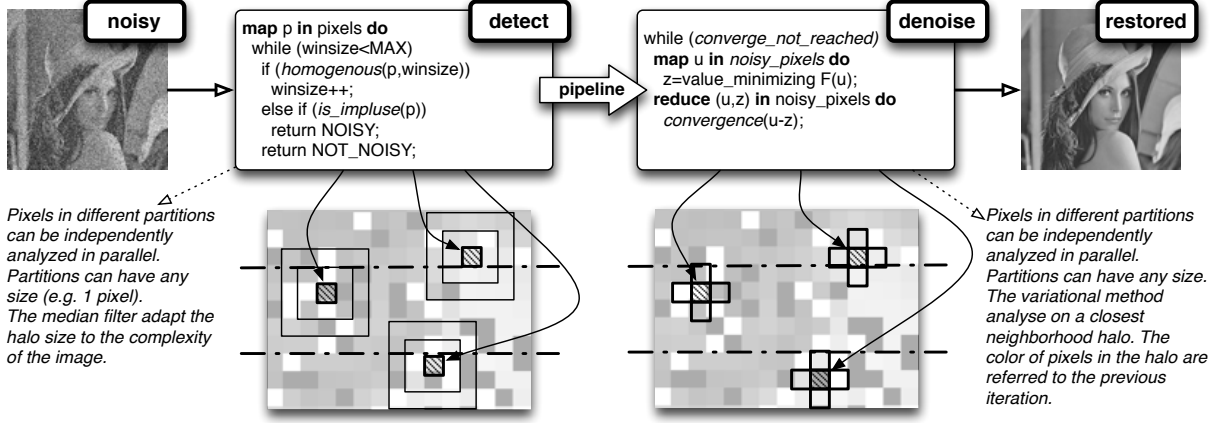 noisy
map p in pixels do
while (winsize<MAX)
if (homogenous(p,winsize))
winsize++;
else if (is_impluse(p))
return NOISY;
return NOT_NOISY;
detect
pipeline
while (converge_not_reached)
map u in noisy_pixels do
z=value_minimizing F(u);
reduce (u,z) in noisy_pixels do
convergence(u-z);
denoise
restored
Pixels in different partitions
can be independently
analyzed in parallel.
Partitions can have any
size (e.g. 1 pixel).
The median filter adapt the
halo size to the complexity
of the image.
Pixels in different partitions
can be independently
analyzed in parallel.
Partitions can have any size.
The variational method
analyse on a closest
neighborhood halo. The
color of pixels in the halo are
referred to the previous
iteration.